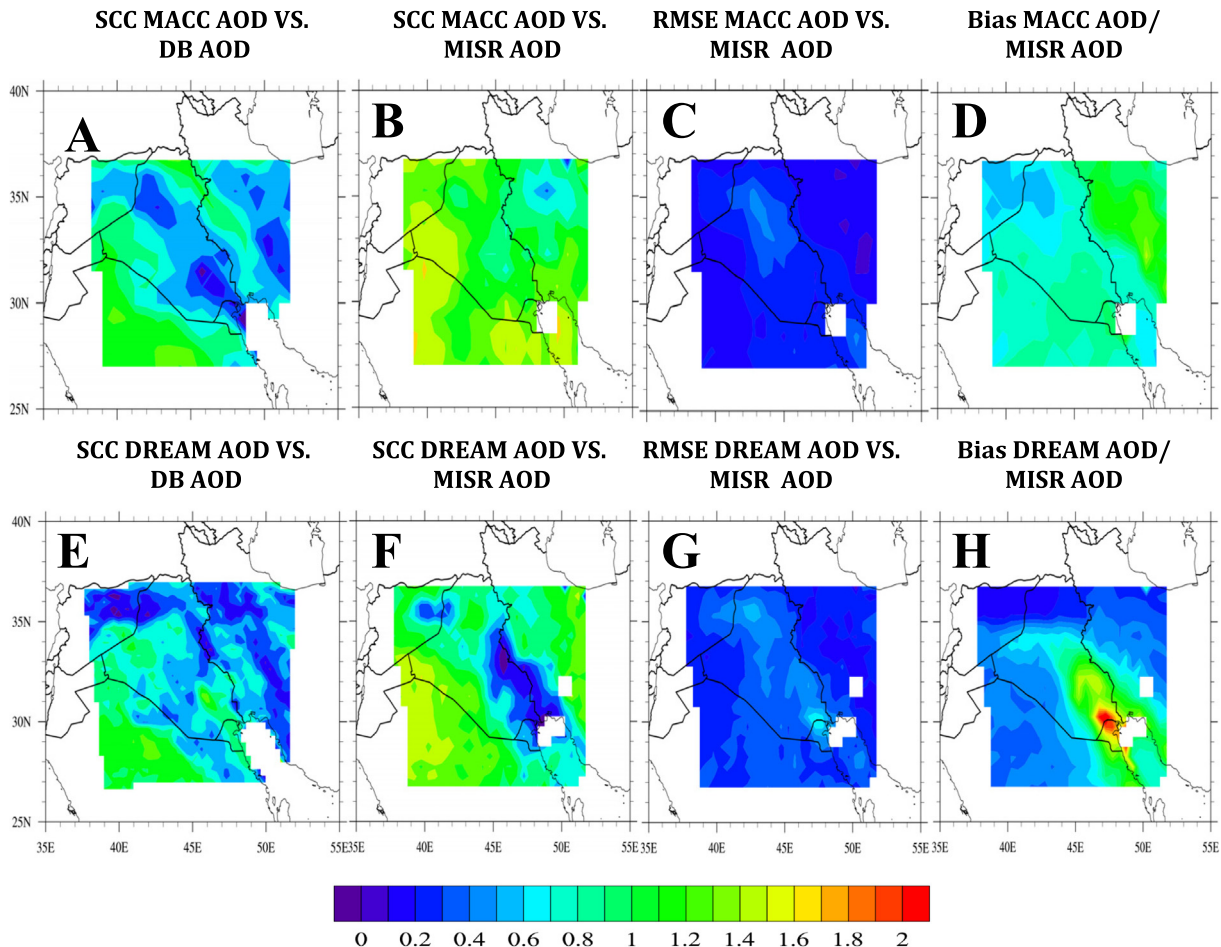 SCC MACC AOD VS.
DB AOD
SCC MACC AOD VS.
MISR AOD
RMSE MACC AOD VS.
MISR AOD
Bias MACC AOD/
MISR AOD
40N
35N
30N
25N
A
B
C
D
SCC DREAM AOD VS.
DB AOD
SCC DREAM AOD VS.
MISR AOD
RMSE DREAM AOD VS.
MISR AOD
Bias DREAM AOD/
MISR AOD
40N
35N
30N
25N
E
F
G
H
35E 40E 45E 50E 35E 40E 45E 50E 35E 40E 45E 50E 35E 40E 45E 50E 55E
0 0.2 0.4 0.6 0.8 1 1.2 1.4 1.6 1.8 2